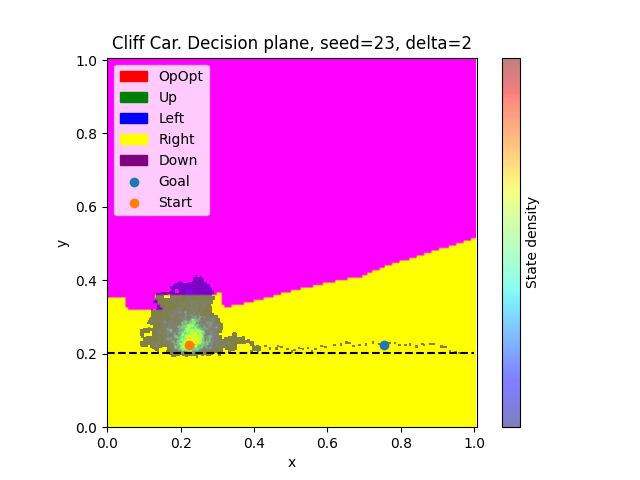 Cliff Car. Decision plane, seed=23, delta=2
1.0
0.8
0.6
0.4
0.2
0.0
y
OpOpt
Up
Left
Right
Down
Goal
Start
0.0
0.2
0.4
0.6
0.8
1.0
x
State density